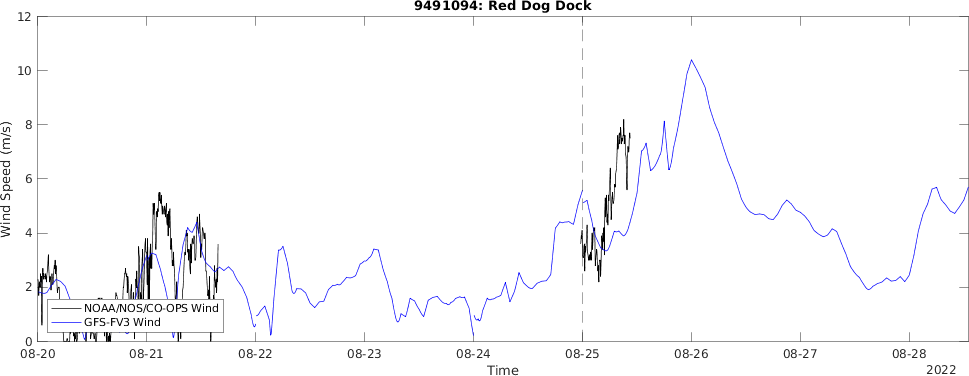 9491094: Red Dog Dock
12
10
8
6
4
2
0
Wind Speed (m/s)
NOAA/NOS/CO-OPS Wind
GFS-FV3 Wind
08-20 08-21 08-22 08-23 08-24 08-25 08-26 08-27 08-28
Time
2022